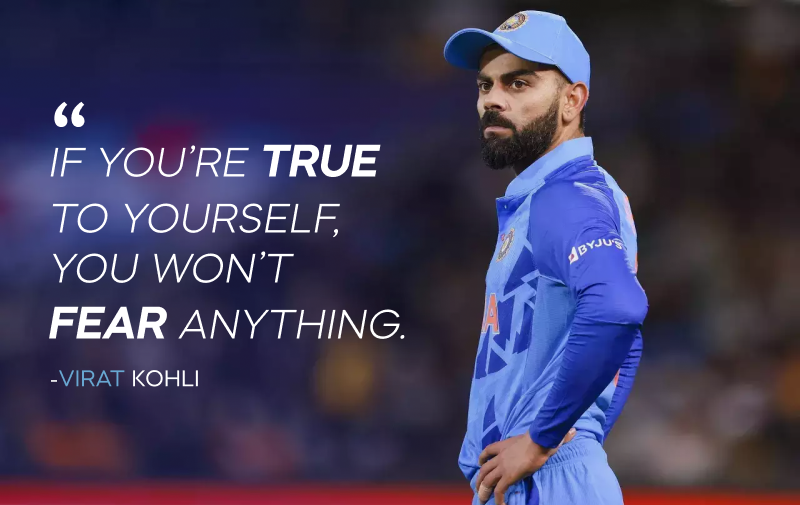 “
IF YOU’RE TRUE
TO YOURSELF,
YOU WON’T
FEAR ANYTHING.
-VIRAT KOHLI
BYJU'S